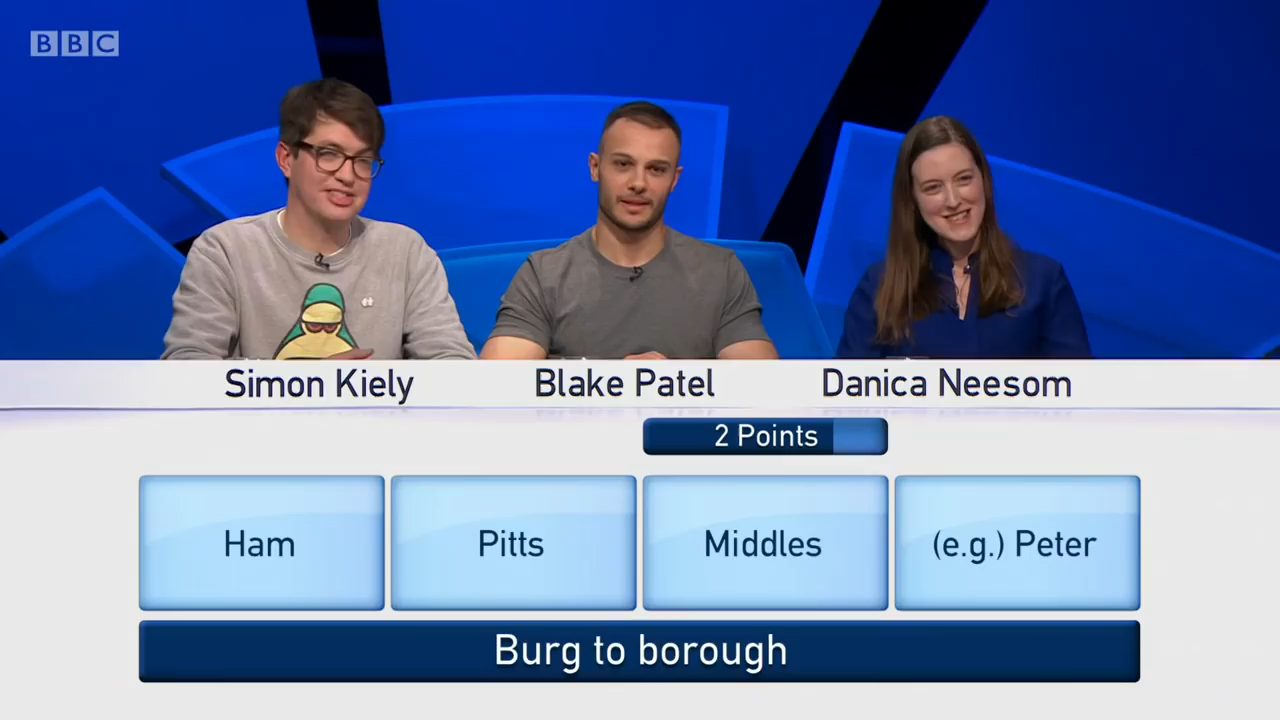 BBC
Simon Kiely
Blake Patel
Danica Neesom
2 Points
Ham
Pitts
Middles
(e.g.) Peter
Burg to borough